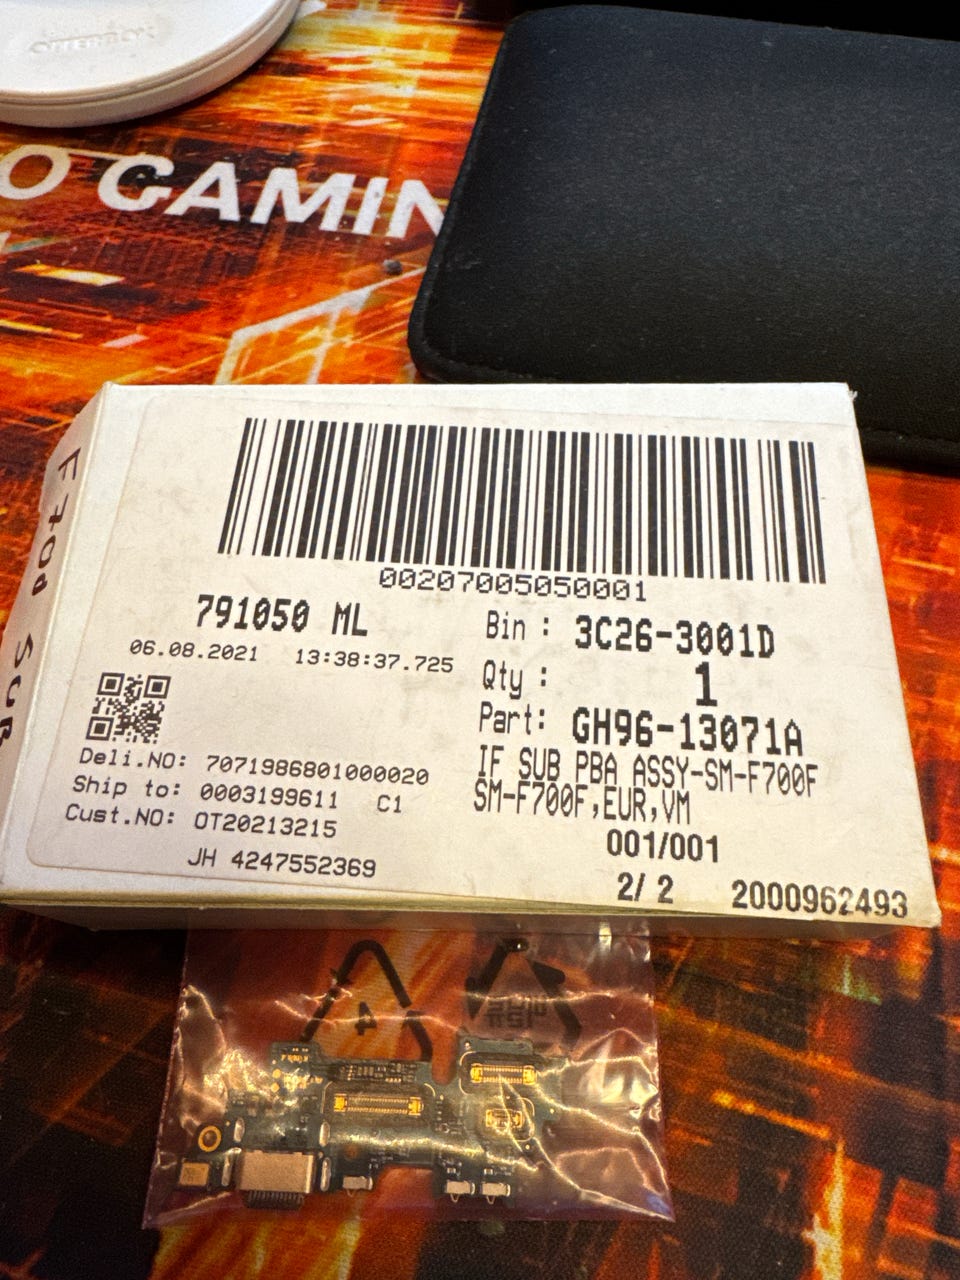 OTTERBOX
O GAMIN
F70d SUB
00207005050001
791050 ML
06.08.2021 13:38:37.725
Bin : 3C26-3001D
Qty : 1
Part: GH96-13071A
IF SUB PBA ASSY-SM-F700F
SM-F700F,EUR,VM
Deli.NO: 7071986801000020
Ship to: 0003199611 C1
Cust.NO: OT20213215
JH 4247552369
001/001
2/ 2 2000962493
4